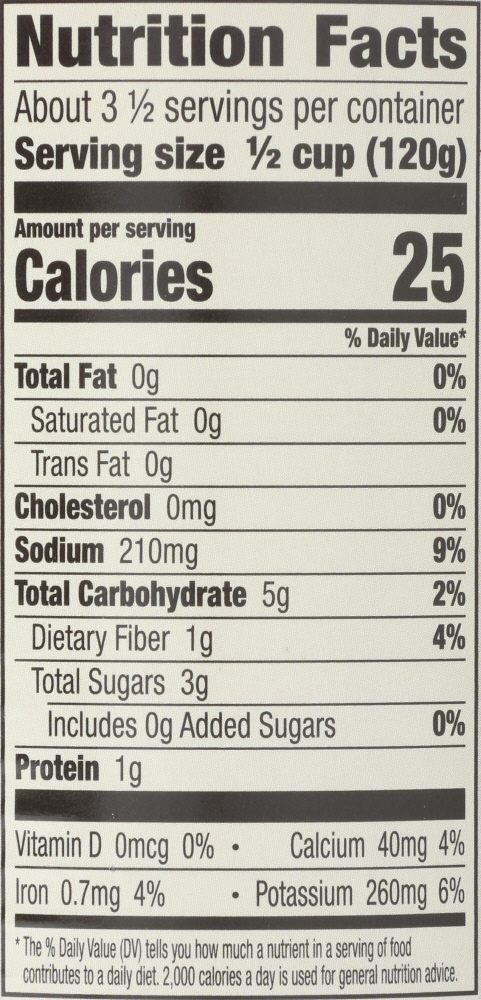 Nutrition Facts
About 3 ½ servings per container
Serving size ½ cup (120g)
Amount per serving
Calories 25
% Daily Value*
Total Fat 0g 0%
Saturated Fat 0g 0%
Trans Fat 0g
Cholesterol 0mg 0%
Sodium 210mg 9%
Total Carbohydrate 5g 2%
Dietary Fiber 1g 4%
Total Sugars 3g
Includes 0g Added Sugars 0%
Protein 1g
Vitamin D 0mcg 0% • Calcium 40mg 4%
Iron 0.7mg 4% • Potassium 260mg 6%
* The % Daily Value (DV) tells you how much a nutrient in a serving of food
contributes to a daily diet. 2,000 calories a day is used for general nutrition advice.